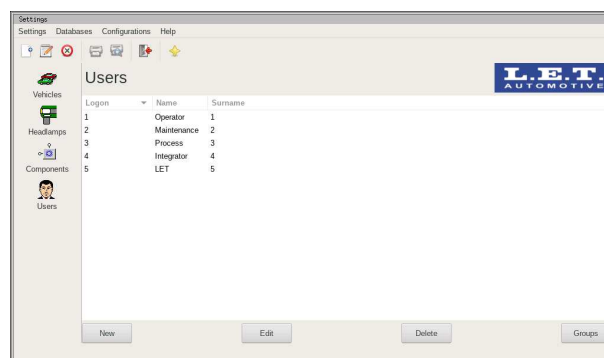 Settings
Settings Databases Configurations Help
Users
L.E.T.
AUTOMOTIVE
Vehicles
Headlamps
Components
Users
Logon Name Surname
1 Operator 1
2 Maintenance 2
3 Process 3
4 Integrator 4
5 LET 5
New Edit Delete Groups